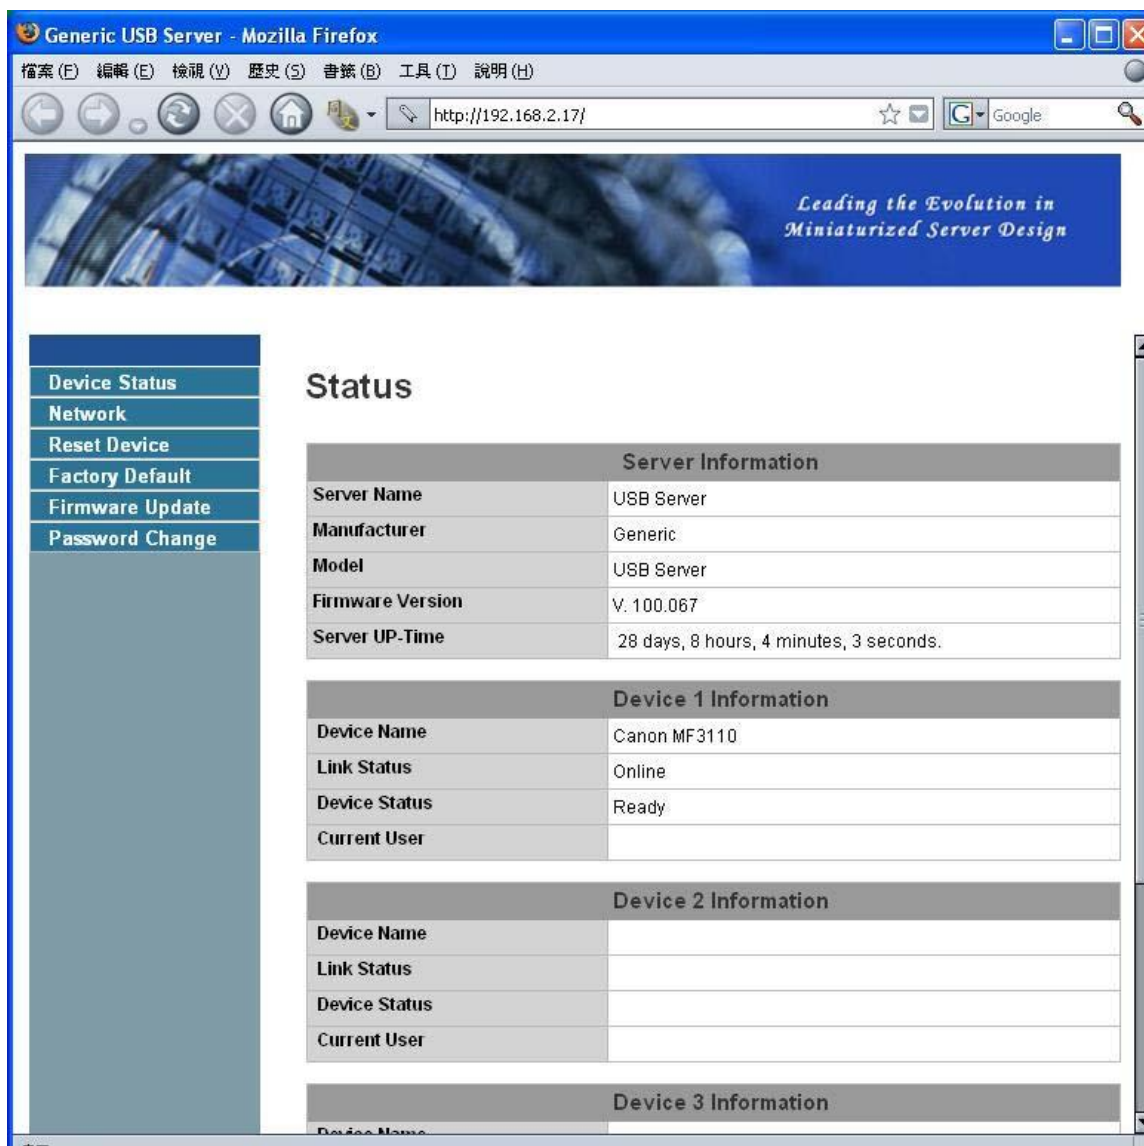 Generic USB Server - Mozilla Firefox
檔案(F) 編輯(E) 檢視(V) 歷史(S) 書籤(B) 工具(T) 說明(H)
http://192.168.2.17/ G Google
Leading the Evolution in
Miniaturized Server Design
Device Status
Network
Reset Device
Factory Default
Firmware Update
Password Change
Status
Server Information
Server Name USB Server
Manufacturer Generic
Model USB Server
Firmware Version V. 100.067
Server UP-Time 28 days, 8 hours, 4 minutes, 3 seconds.
Device 1 Information
Device Name Canon MF3110
Link Status Online
Device Status Ready
Current User
Device 2 Information
Device Name
Link Status
Device Status
Current User
Device 3 Information
Device Name